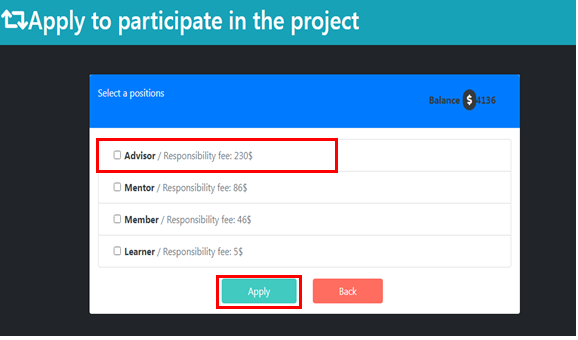 Apply to participate in the project
Select a positions
Balance $ 4136
Advisor / Responsibility fee: 230$
Mentor / Responsibility fee: 86$
Member / Responsibility fee: 46$
Learner / Responsibility fee: 5$
Apply Back